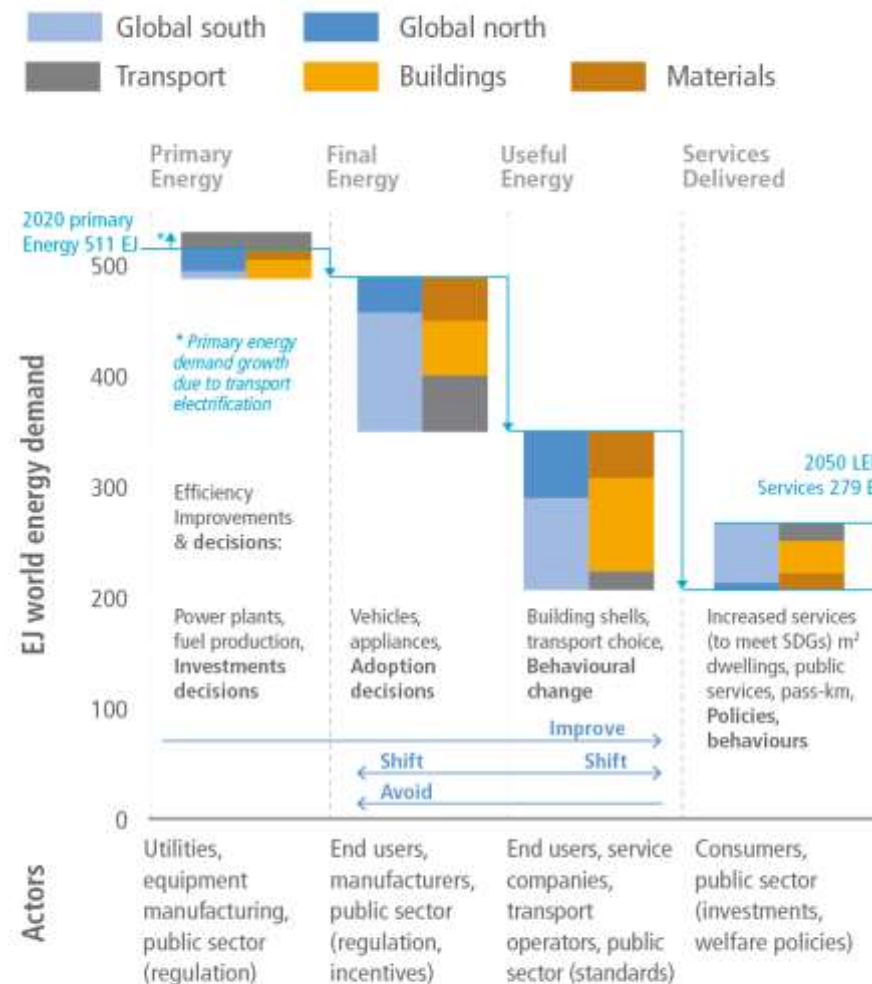 Global south
Global north
Transport
Buildings
Materials
Primary
Energy
Final
Energy
Useful
Energy
Services
Delivered
2020 primary
Energy 511 EJ
*
EJ world energy demand
500
400
300
200
100
0
* Primary energy
demand growth
due to transport
electrification
2050 LE
Services 279 E
Efficiency
Improvements
& decisions:
Power plants,
fuel production,
Investments
decisions
Vehicles,
appliances,
Adoption
decisions
Building shells,
transport choice,
Behavioural
change
Increased services
(to meet SDGs) m²
dwellings, public
services, pass-km,
Policies,
behaviours
Improve
Shift
Shift
Avoid
Actors
Utilities,
equipment
manufacturing,
public sector
(regulation)
End users,
manufacturers,
public sector
(regulation,
incentives)
End users, service
companies,
transport
operators, public
sector (standards)
Consumers,
public sector
(investments,
welfare policies)